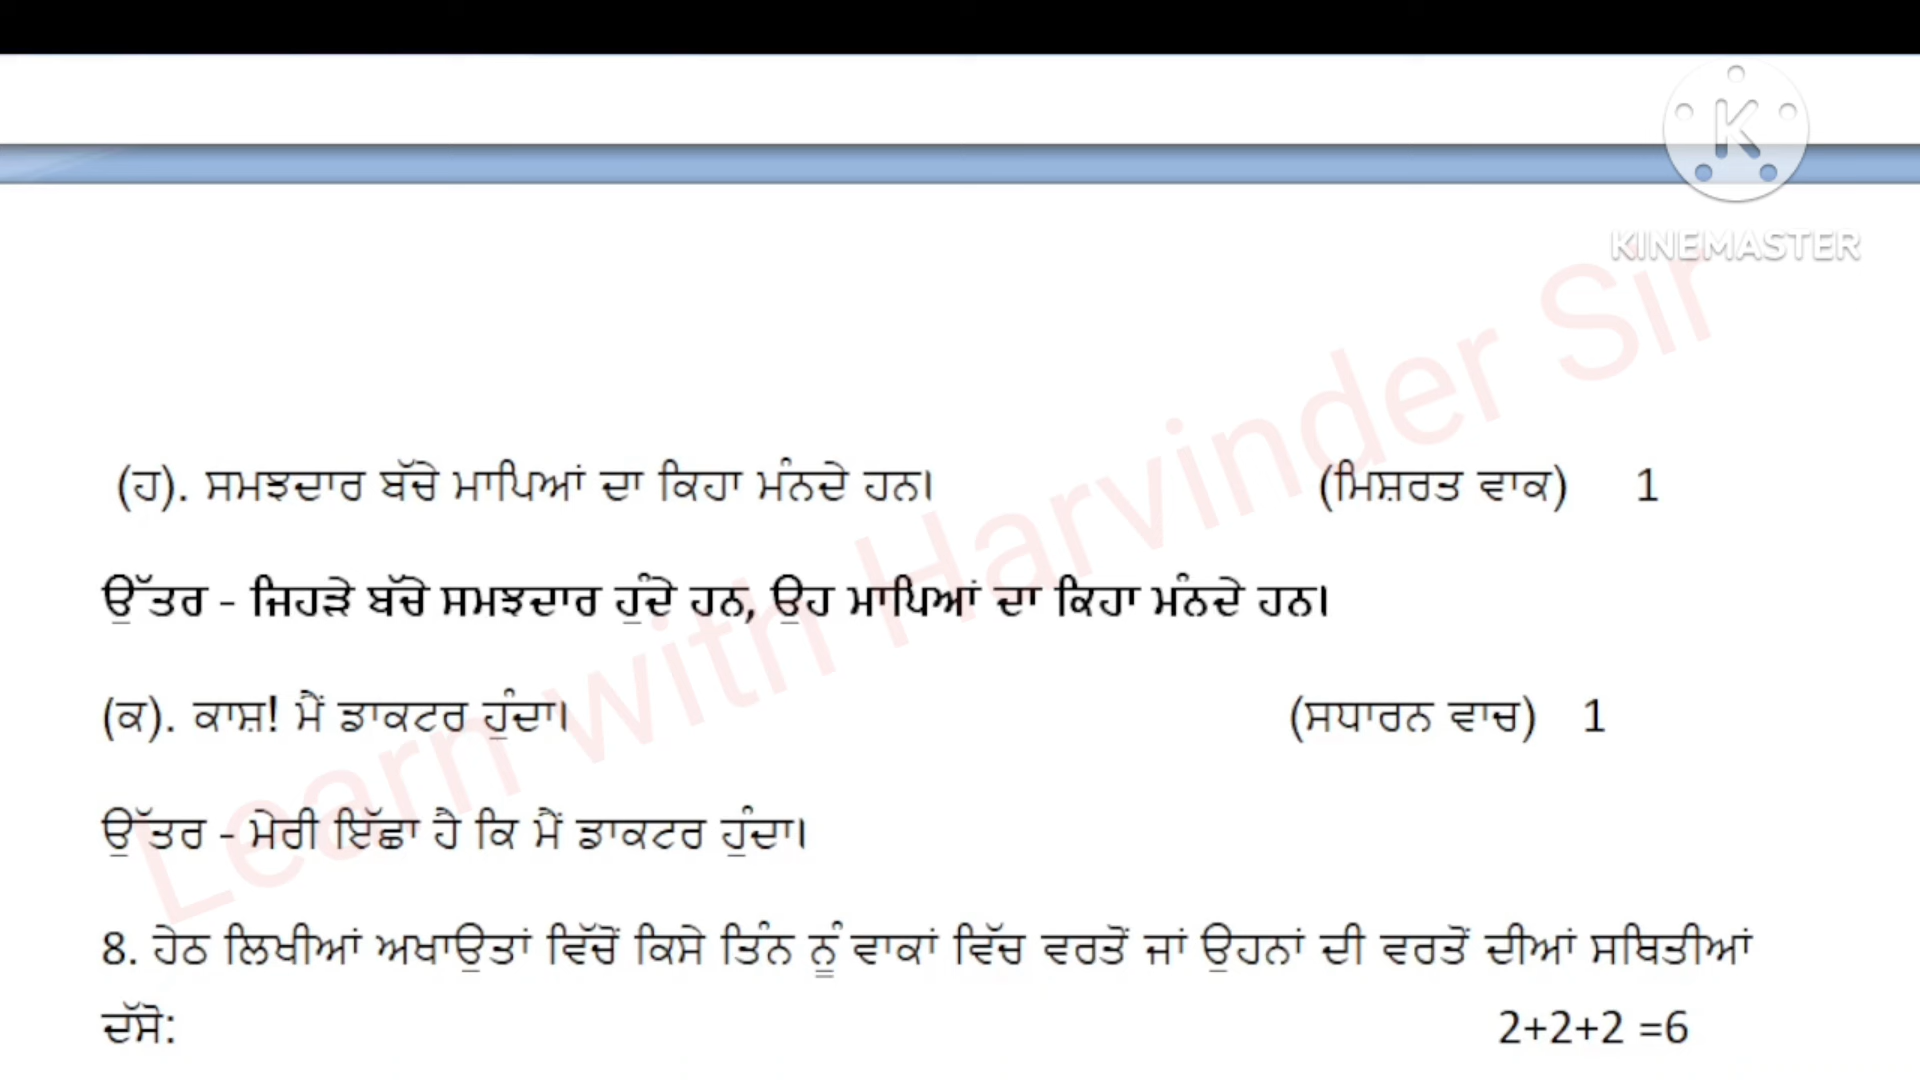 KINEMASTER
Learn with Harvinder Sir
(ਹ). ਸਮਝਦਾਰ ਬੱਚੇ ਮਾਪਿਆਂ ਦਾ ਕਿਹਾ ਮੰਨਦੇ ਹਨ। (ਮਿਸ਼ਰਤ ਵਾਕ) 1
ਉੱਤਰ - ਜਿਹੜੇ ਬੱਚੇ ਸਮਝਦਾਰ ਹੁੰਦੇ ਹਨ, ਉਹ ਮਾਪਿਆਂ ਦਾ ਕਿਹਾ ਮੰਨਦੇ ਹਨ।
(ਕ). ਕਾਸ਼! ਮੈਂ ਡਾਕਟਰ ਹੁੰਦਾ। (ਸਧਾਰਨ ਵਾਚ) 1
ਉੱਤਰ - ਮੇਰੀ ਇੱਛਾ ਹੈ ਕਿ ਮੈਂ ਡਾਕਟਰ ਹੁੰਦਾ।
8. ਹੇਠ ਲਿਖੀਆਂ ਅਖਾਉਤਾਂ ਵਿੱਚੋਂ ਕਿਸੇ ਤਿੰਨ ਨੂੰ ਵਾਕਾਂ ਵਿੱਚ ਵਰਤੋਂ ਜਾਂ ਉਹਨਾਂ ਦੀ ਵਰਤੋਂ ਦੀਆਂ ਸਥਿਤੀਆਂ
ਦੱਸੋ: 2+2+2 =6